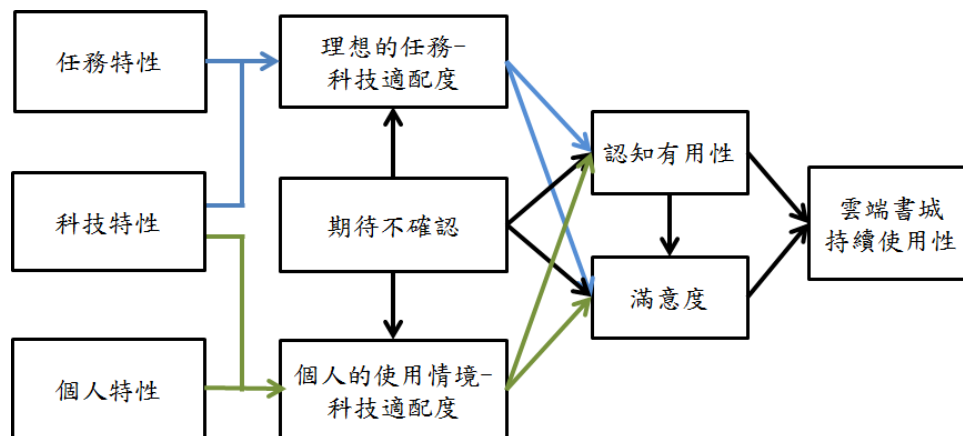 任務特性
理想的任務-
科技適配度
科技特性
期待不確認
認知有用性
滿意度
雲端書城
持續使用性
個人特性
個人的使用情境-
科技適配度